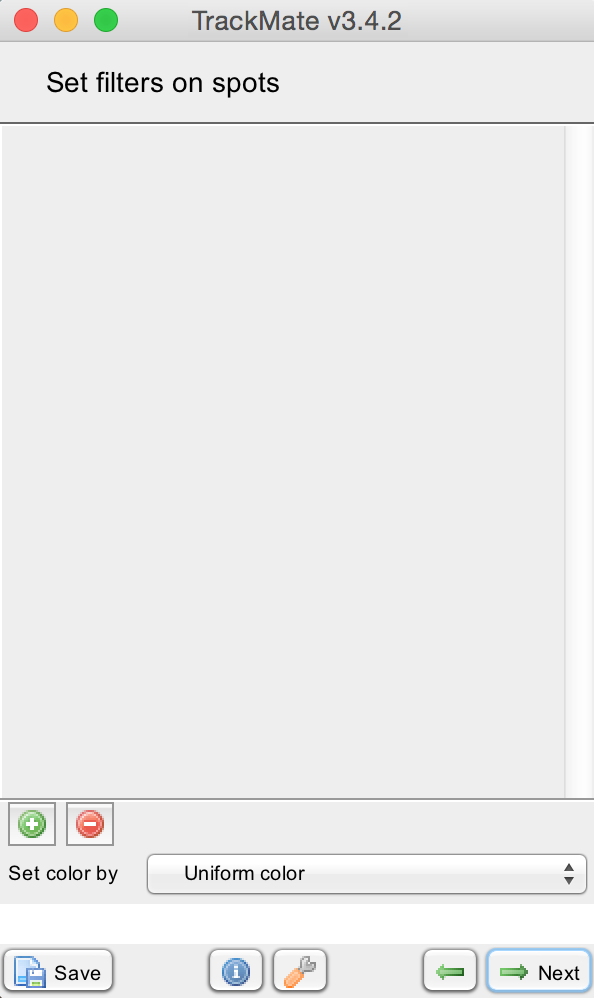 TrackMate v3.4.2
Set filters on spots
Set color by
Uniform color
Save
Next